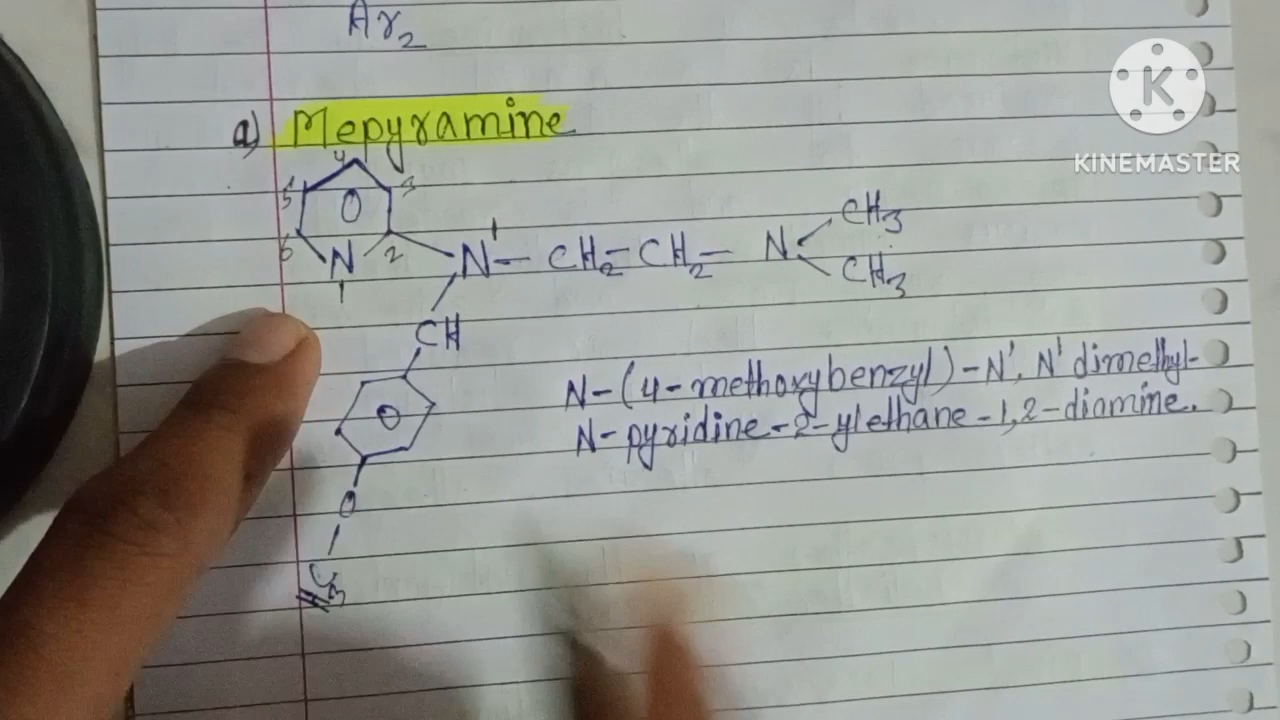 Ar₂
a) Mepyramine
4
5 3
6 N 2
1
N' — CH₂ — CH₂ — N
CH₃
CH₃
CH
O
CH₃
N-(4-methoxybenzyl)-N', N' dimethyl-
N-pyridine-2-ylethane-1,2-diamine.
K
KINEMASTER